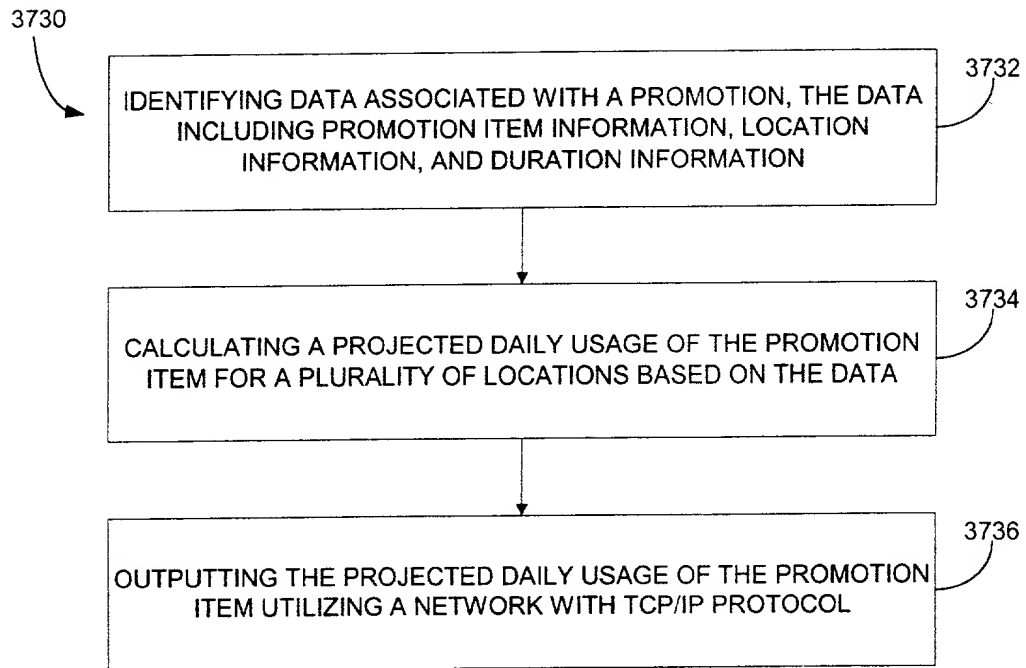 3730
3732
IDENTIFYING DATA ASSOCIATED WITH A PROMOTION, THE DATA
INCLUDING PROMOTION ITEM INFORMATION, LOCATION
INFORMATION, AND DURATION INFORMATION
3734
CALCULATING A PROJECTED DAILY USAGE OF THE PROMOTION
ITEM FOR A PLURALITY OF LOCATIONS BASED ON THE DATA
3736
OUTPUTTING THE PROJECTED DAILY USAGE OF THE PROMOTION
ITEM UTILIZING A NETWORK WITH TCP/IP PROTOCOL